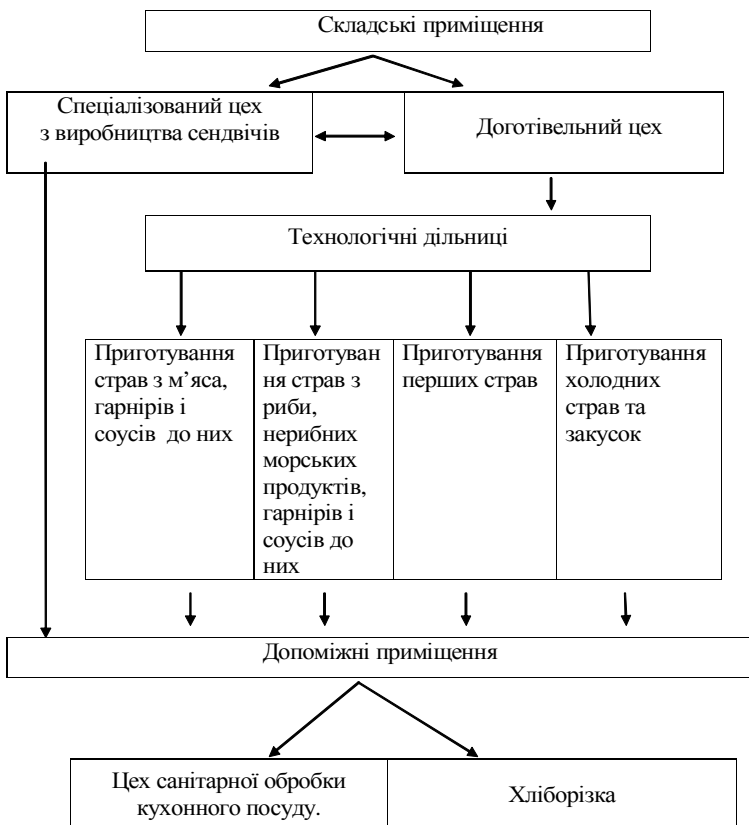 Складські приміщення
Спеціалізований цех
з виробництва сендвічів
Доготівельний цех
Технологічні дільниці
Приготування
страв з м’яса,
гарнірів і
соусів до них
Приготуван
ня страв з
риби,
нерибних
морських
продуктів,
гарнірів і
соусів до
них
Приготування
перших страв
Приготування
холодних
страв та
закусок
Допоміжні приміщення
Цех санітарної обробки
кухонного посуду.
Хліборізка